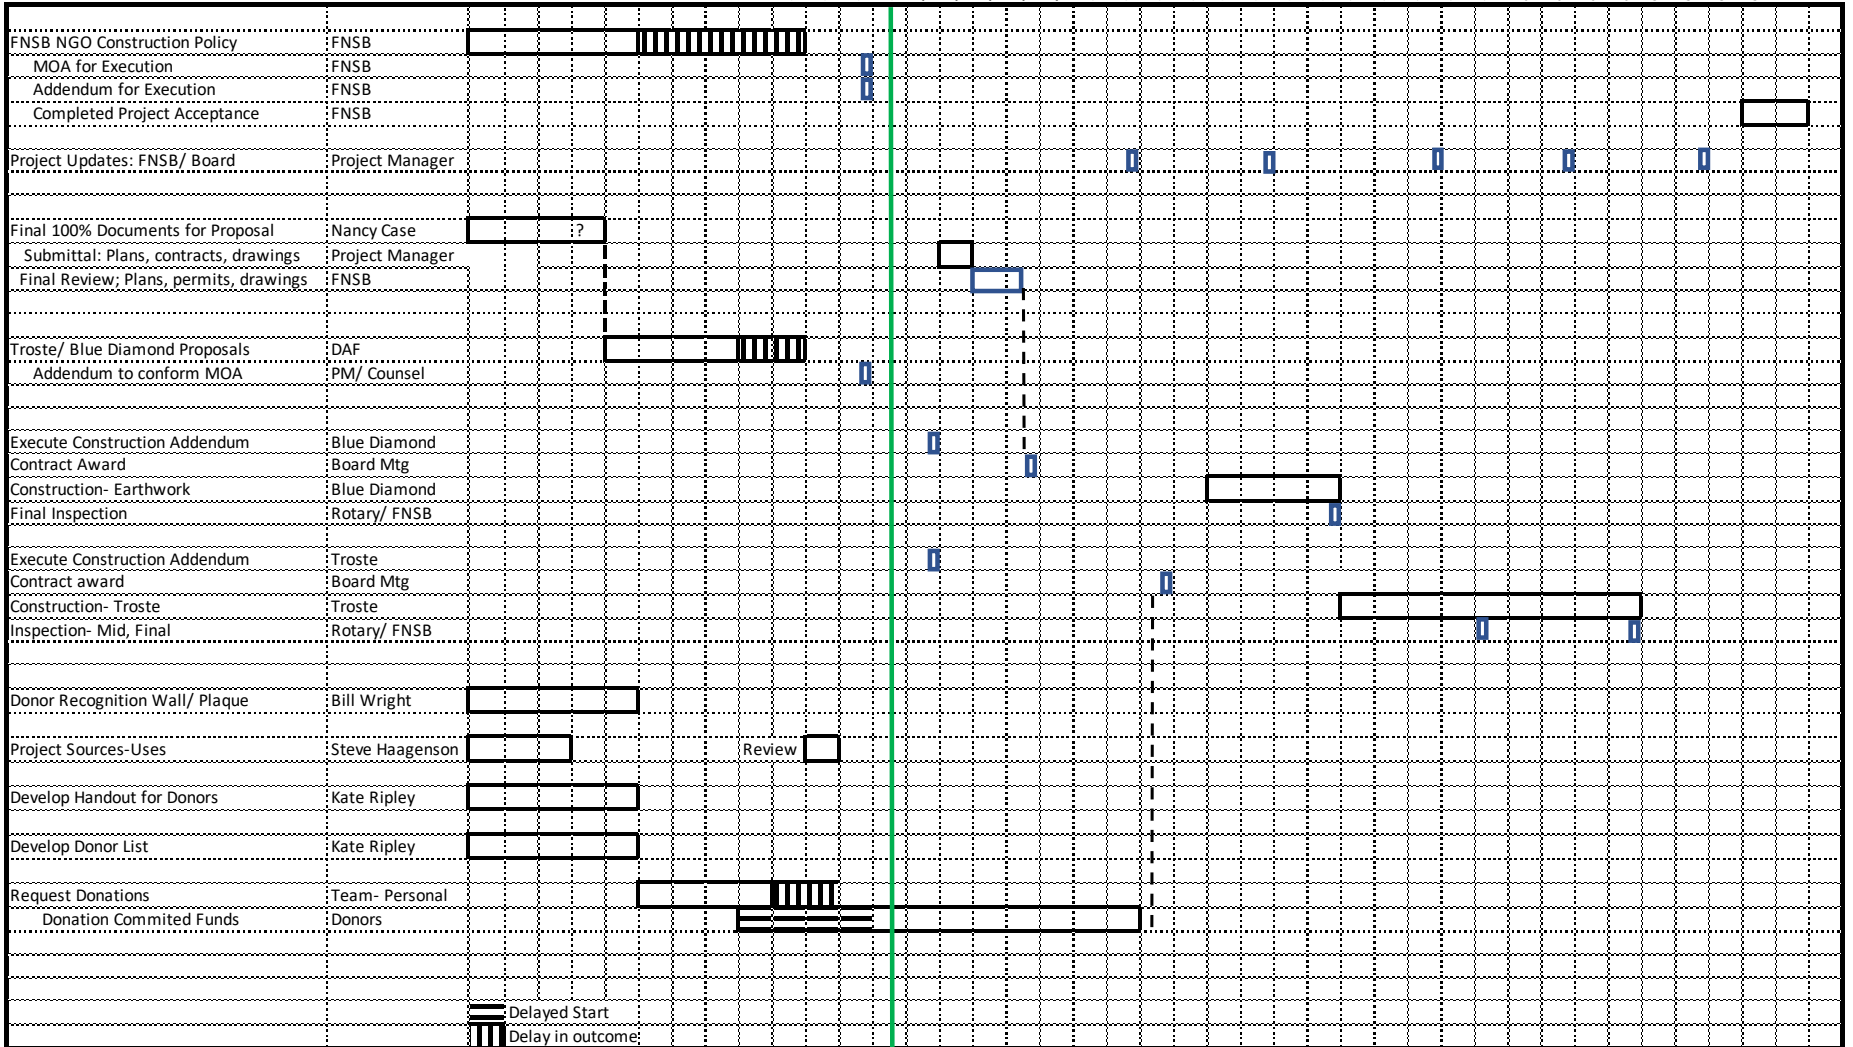 FNSB NGO Construction Policy FNSB
MOA for Execution FNSB
Addendum for Execution FNSB
Completed Project Acceptance FNSB
Project Updates: FNSB/ Board Project Manager
Final 100% Documents for Proposal Nancy Case ?
Submittal: Plans, contracts, drawings Project Manager
Final Review; Plans, permits, drawings FNSB
Troste/ Blue Diamond Proposals DAF
Addendum to conform MOA PM/ Counsel
Execute Construction Addendum Blue Diamond
Contract Award Board Mtg
Construction- Earthwork Blue Diamond
Final Inspection Rotary/ FNSB
Execute Construction Addendum Troste
Contract award Board Mtg
Construction- Troste Troste
Inspection- Mid, Final Rotary/ FNSB
Donor Recognition Wall/ Plaque Bill Wright
Project Sources-Uses Steve Haagenson Review
Develop Handout for Donors Kate Ripley
Develop Donor List Kate Ripley
Request Donations Team- Personal
Donation Commited Funds Donors
Delayed Start
Delay in outcome